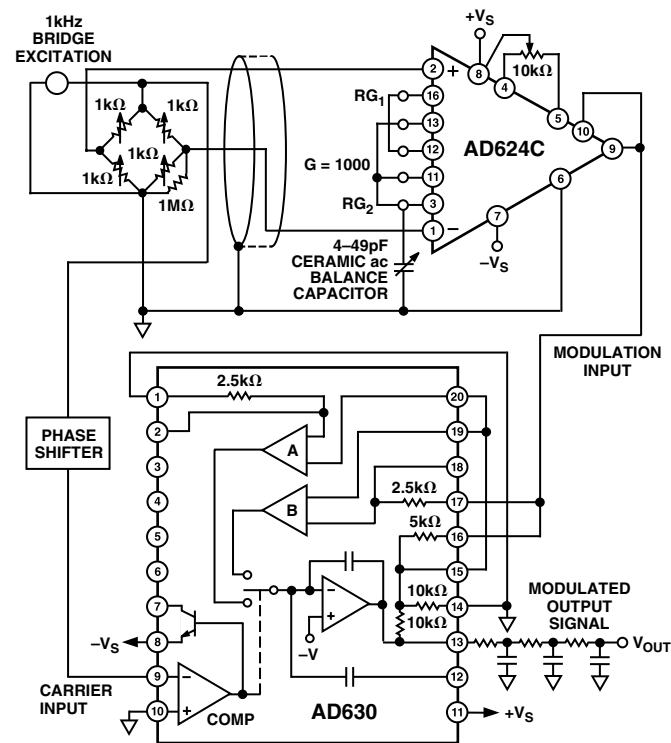 1kHz
BRIDGE
EXCITATION
1kΩ
1kΩ
1kΩ
1kΩ
1MΩ
+VS
10kΩ
2
+
8
4
16
RG1
13
5
10
12
AD624C
9
G = 1000
11
6
3
RG2
7
1
–
–VS
4–49pF
CERAMIC ac
BALANCE
CAPACITOR
MODULATION
INPUT
PHASE
SHIFTER
1
2.5kΩ
20
2
A
19
3
18
4
B
2.5kΩ
17
5
5kΩ
16
6
15
7
10kΩ
14
10kΩ
MODULATED
OUTPUT
SIGNAL
–VS
8
–
+
–V
13
VOUT
9
–
12
CARRIER
INPUT
10
+
COMP
AD630
11
+VS